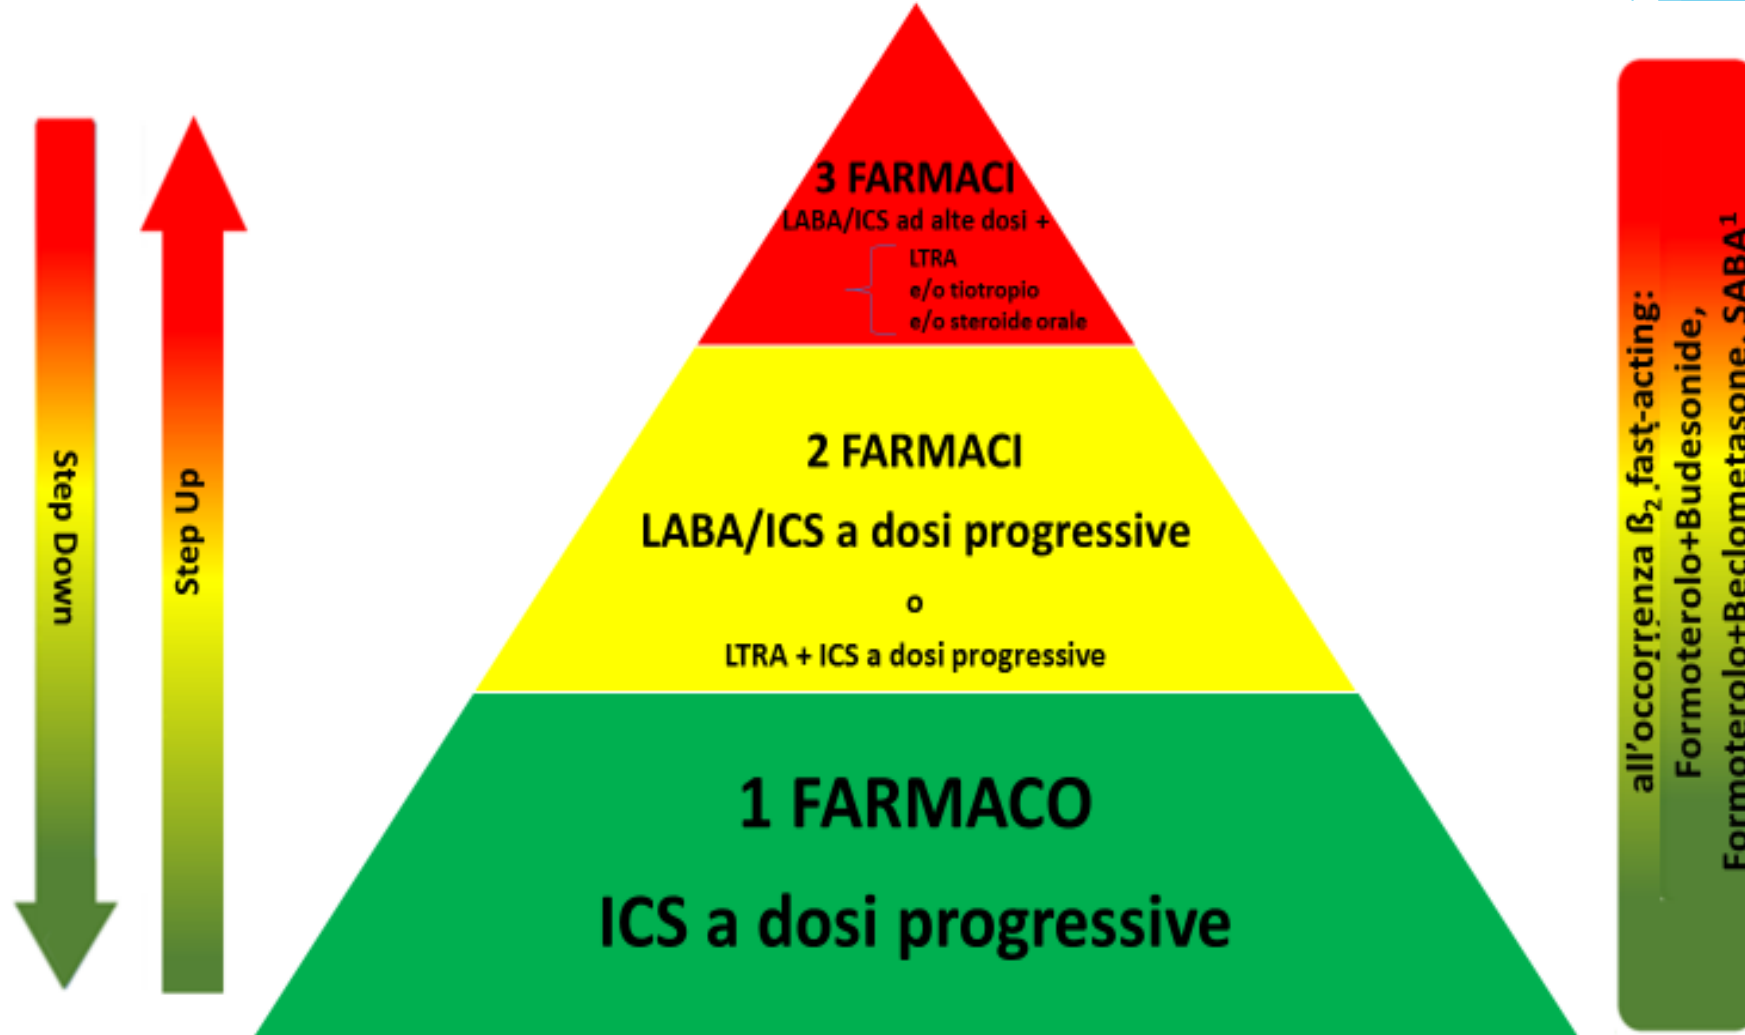 Step Down
Step Up
3 FARMACI
LABA/ICS ad alte dosi +
LTRA
e/o tiotropio
e/o steroide orale
2 FARMACI
LABA/ICS a dosi progressive
o
LTRA + ICS a dosi progressive
1 FARMACO
ICS a dosi progressive
all'occorrenza ß₂ fast-acting:
Formoterolo+Budesonide,
Formoterolo+Beclometasone, SABA¹